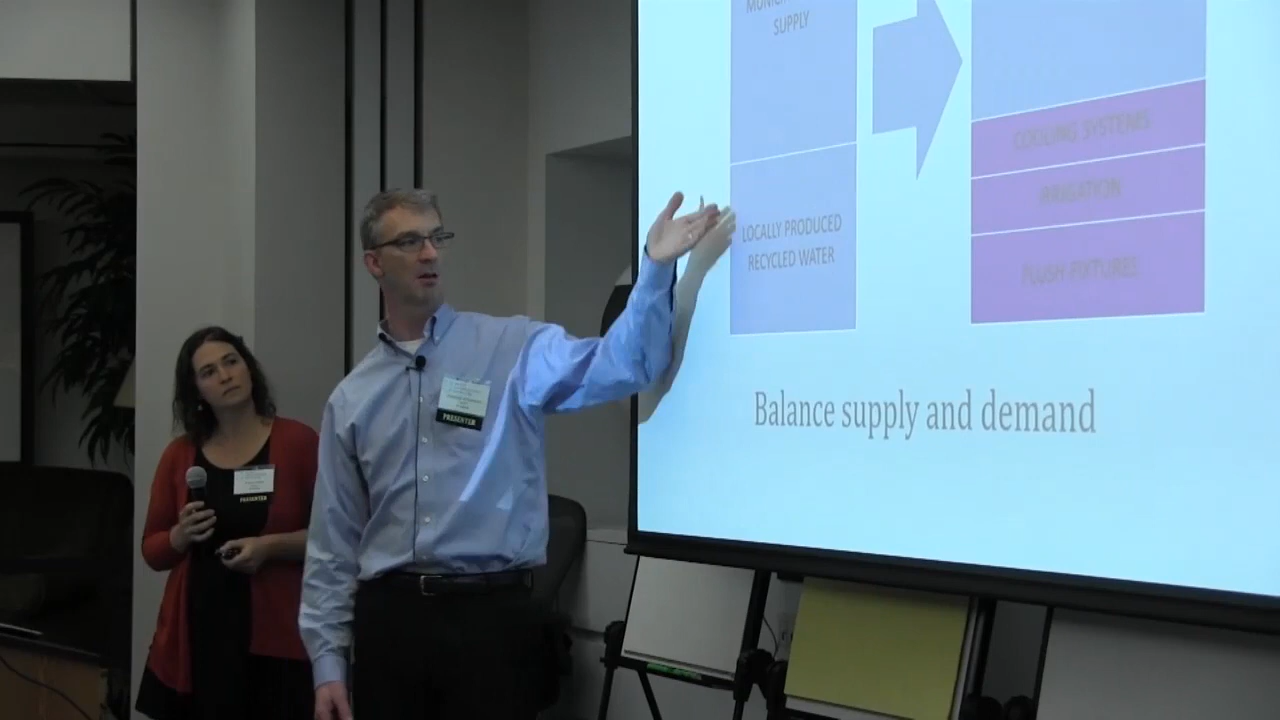 SUPPLY
LOCALLY PRODUCED
RECYCLED WATER
COOLING SYSTEMS
IRRIGATION
FLUSH FIXTURES
Balance supply and demand
PRESENTER
PRESENTER